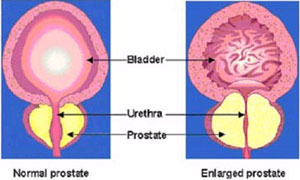 Bladder
Urethra
Prostate
Normal prostate
Enlarged prostate